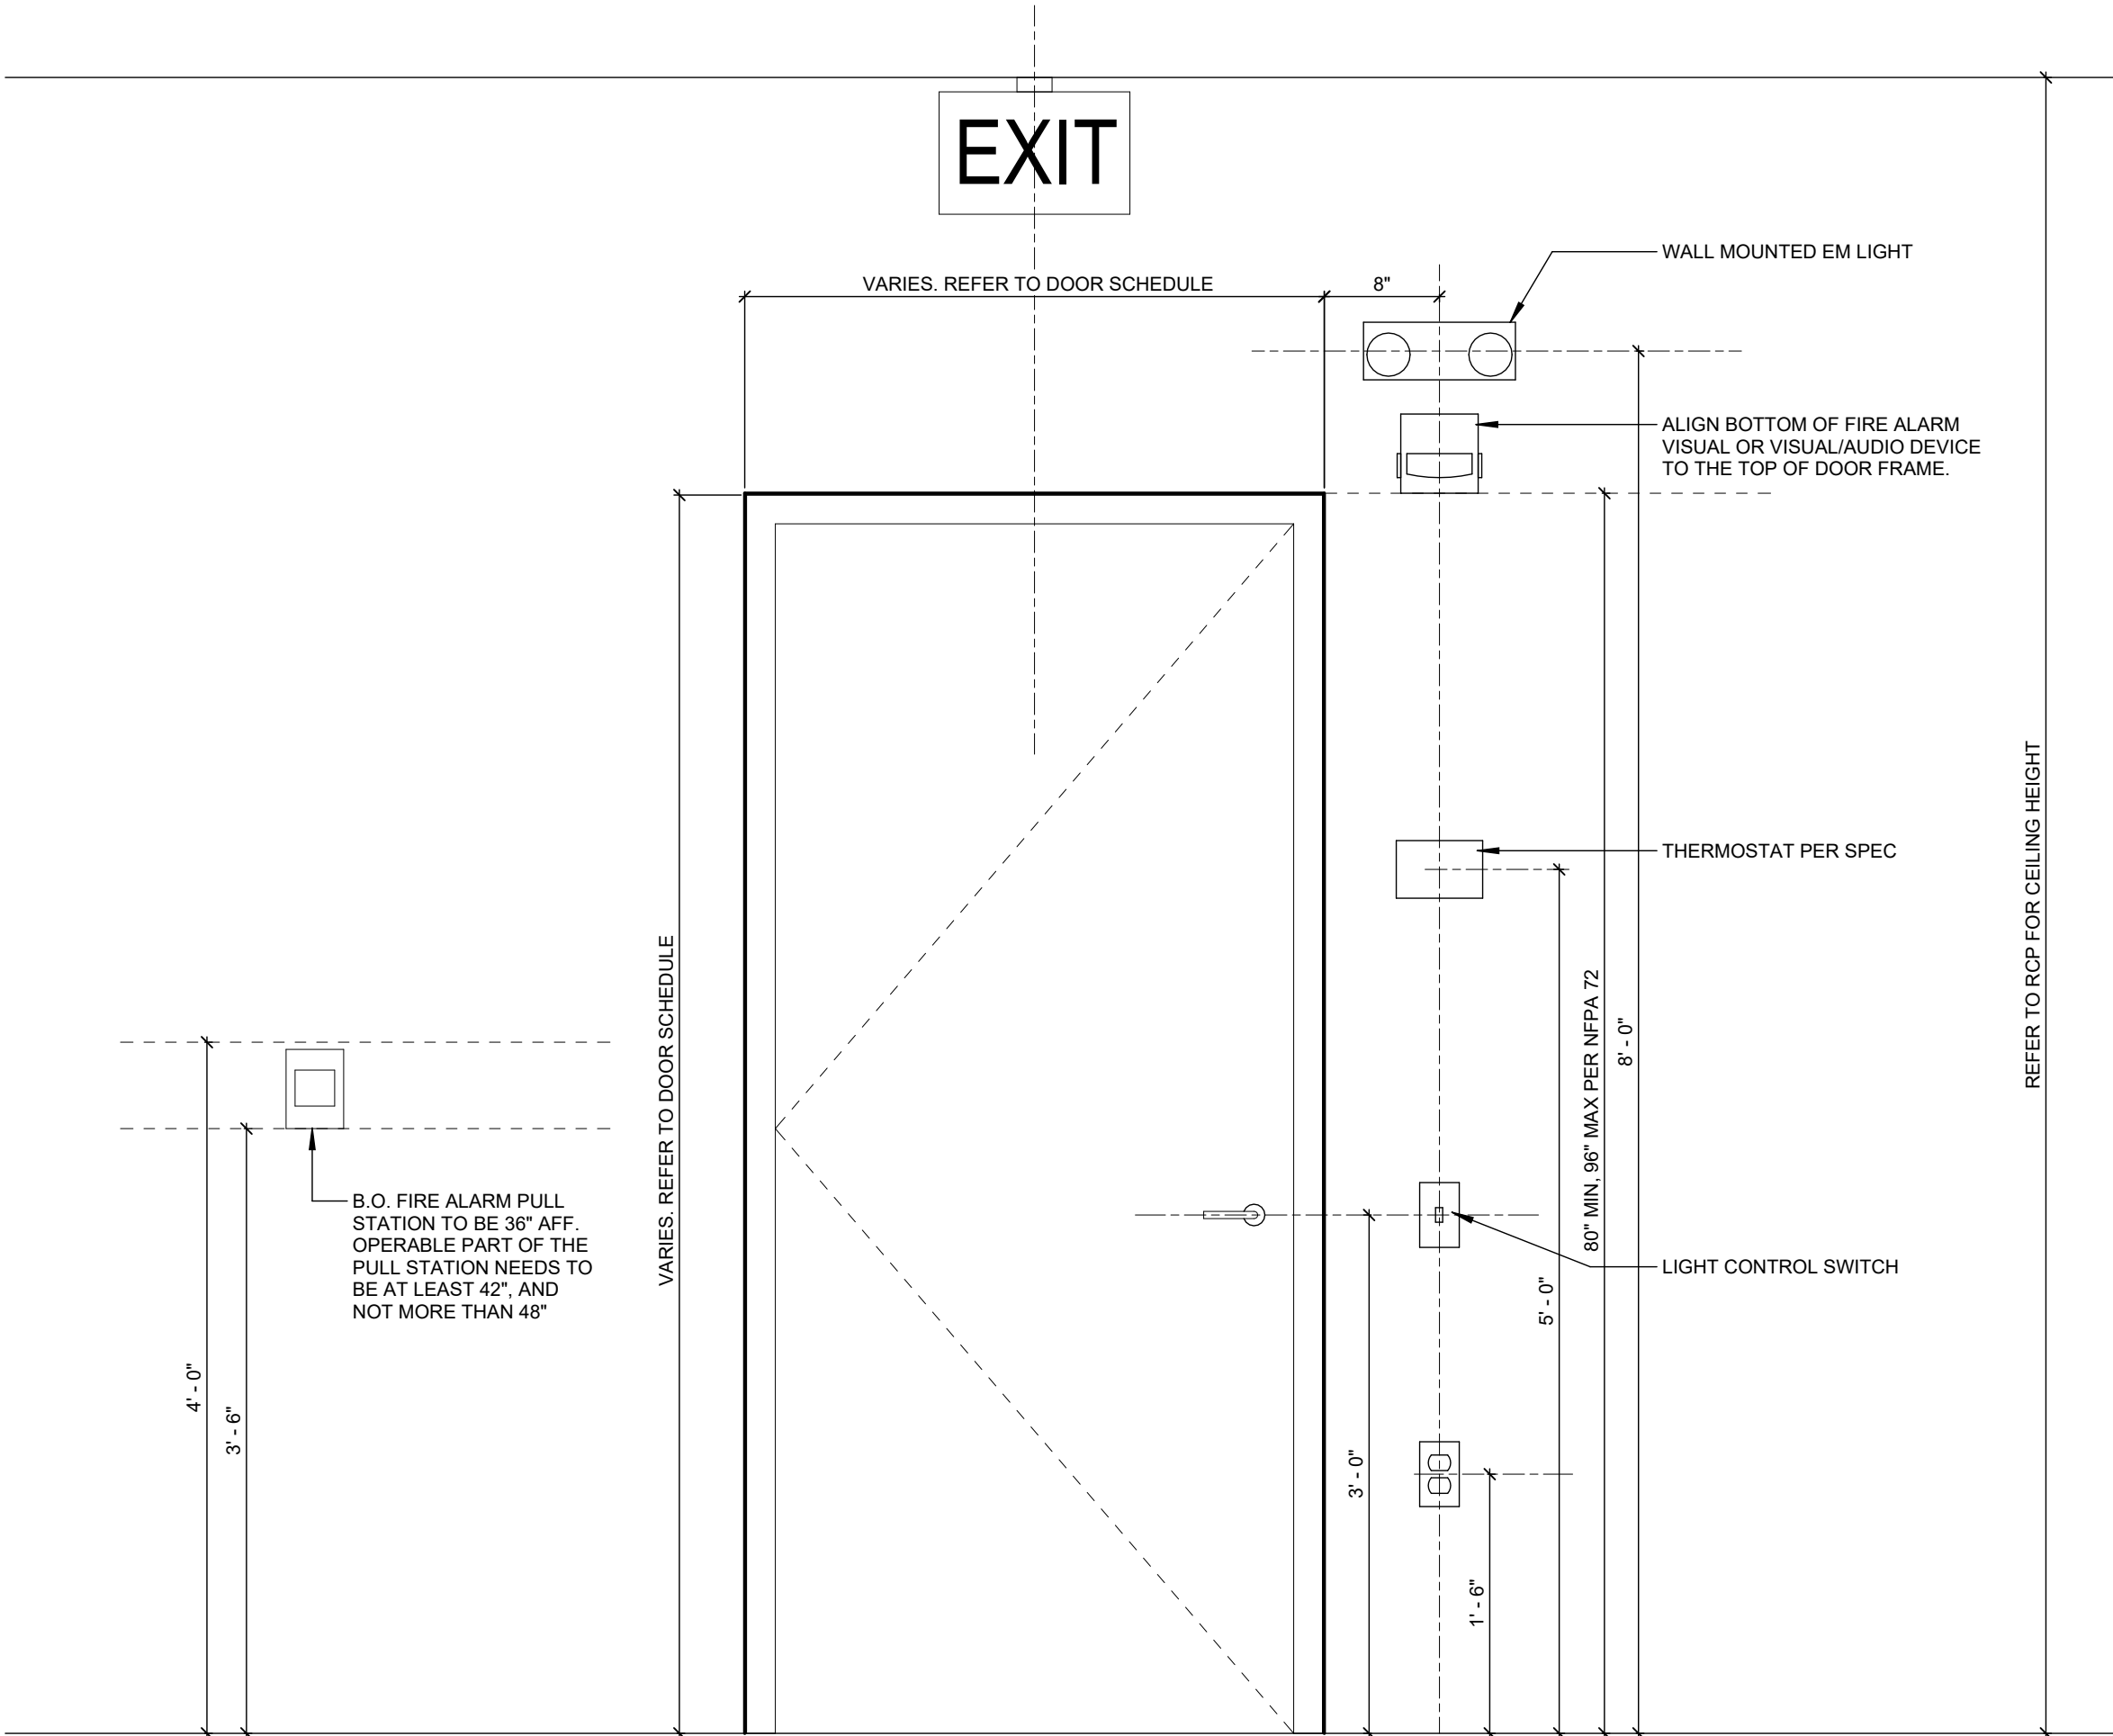 EXIT
WALL MOUNTED EM LIGHT
VARIES. REFER TO DOOR SCHEDULE
8"
ALIGN BOTTOM OF FIRE ALARM
VISUAL OR VISUAL/AUDIO DEVICE
TO THE TOP OF DOOR FRAME.
THERMOSTAT PER SPEC
REFER TO RCP FOR CEILING HEIGHT
VARIES. REFER TO DOOR SCHEDULE
80" MIN, 96" MAX PER NFPA 72
8' - 0"
B.O. FIRE ALARM PULL
STATION TO BE 36" AFF.
OPERABLE PART OF THE
PULL STATION NEEDS TO
BE AT LEAST 42", AND
NOT MORE THAN 48"
LIGHT CONTROL SWITCH
5' - 0"
4' - 0"
3' - 6"
3' - 0"
1' - 6"